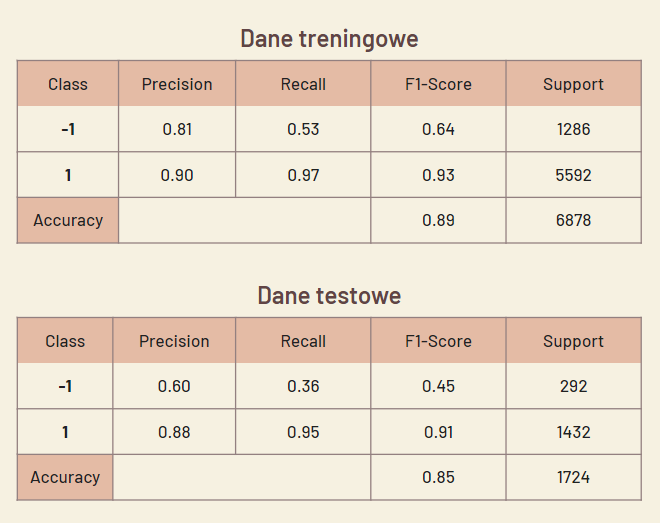 Dane treningowe
Class Precision Recall F1-Score Support
-1 0.81 0.53 0.64 1286
1 0.90 0.97 0.93 5592
Accuracy 0.89 6878
Dane testowe
Class Precision Recall F1-Score Support
-1 0.60 0.36 0.45 292
1 0.88 0.95 0.91 1432
Accuracy 0.85 1724